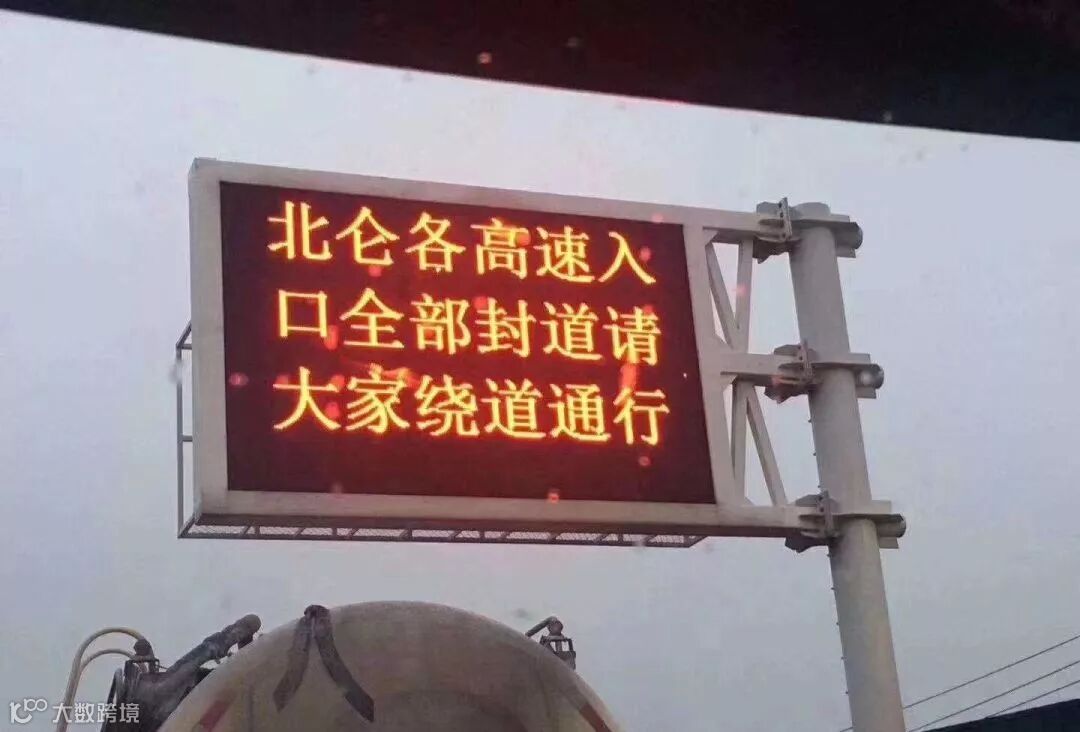 北仑各高速入
口全部封道请
大家绕道通行
大数跨境